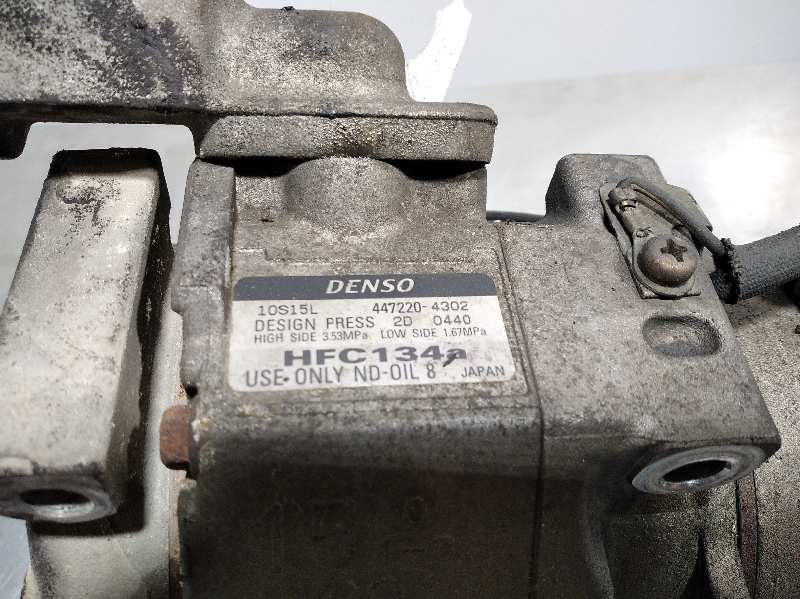 DENSO
10S15L 447220-4302
DESIGN PRESS 2D 0440
HIGH SIDE 3.53MPa LOW SIDE 1.67MPa
HFC134a
USE ONLY ND-OIL 8 JAPAN